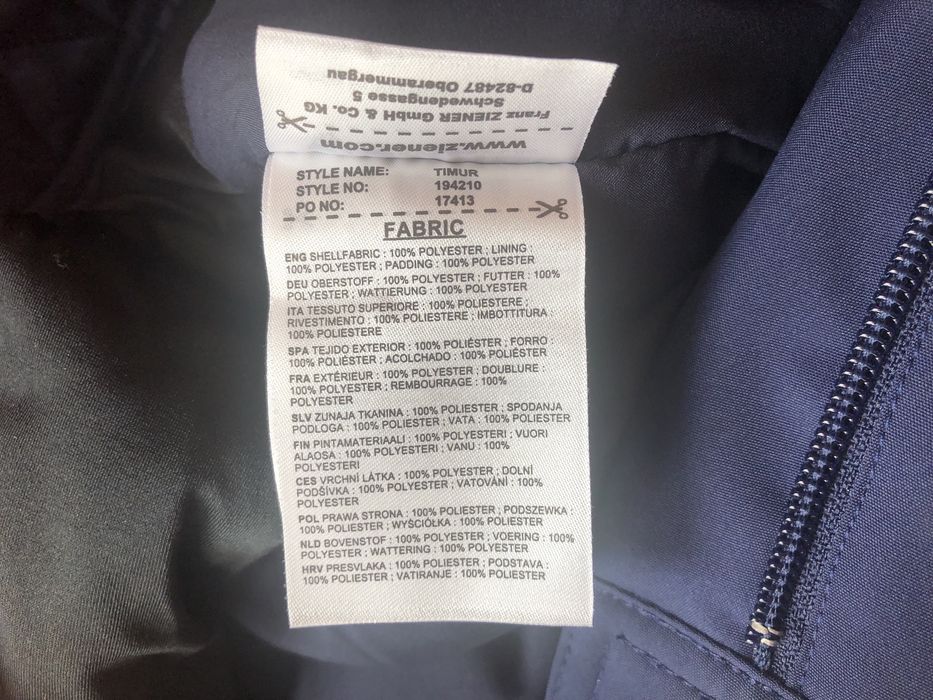 www.ziener.com
Franz ZIENER GmbH & Co. KG
Schwedengasse 5
D-82487 Oberammergau
STYLE NAME: TIMUR
STYLE NO: 194210
PO NO: 17413
FABRIC
ENG SHELLFABRIC : 100% POLYESTER ; LINING :
100% POLYESTER ; PADDING : 100% POLYESTER
DEU OBERSTOFF : 100% POLYESTER ; FUTTER : 100%
POLYESTER ; WATTIERUNG : 100% POLYESTER
ITA TESSUTO SUPERIORE : 100% POLIESTERE ;
RIVESTIMENTO : 100% POLIESTERE ; IMBOTTITURA :
100% POLIESTERE
SPA TEJIDO EXTERIOR : 100% POLIÉSTER ; FORRO :
100% POLIÉSTER ; ACOLCHADO : 100% POLIÉSTER
FRA EXTÉRIEUR : 100% POLYESTER ; DOUBLURE :
100% POLYESTER ; REMBOURRAGE : 100%
POLYESTER
SLV ZUNAJA TKANINA : 100% POLIESTER ; SPODANJA
PODLOGA : 100% POLIESTER ; VATA : 100% POLIESTER
FIN PINTAMATERIAALI : 100% POLYESTERI ; VUORI
ALAOSA : 100% POLYESTERI ; VANU : 100%
POLYESTERI
CES VRCHNÍ LÁTKA : 100% POLYESTER ; DOLNÍ
PODŠÍVKA : 100% POLYESTER ; VATOVÁNÍ : 100%
POLYESTER
POL PRAWA STRONA : 100% POLIESTER ; PODSZEWKA :
100% POLIESTER ; WYŚCIÓŁKA : 100% POLIESTER
NLD BOVENSTOF : 100% POLYESTER ; VOERING : 100%
POLYESTER ; WATTERING : 100% POLYESTER
HRV PRESVLAKA : 100% POLIESTER ; PODSTAVA :
100% POLIESTER ; VATIRANJE : 100% POLIESTER